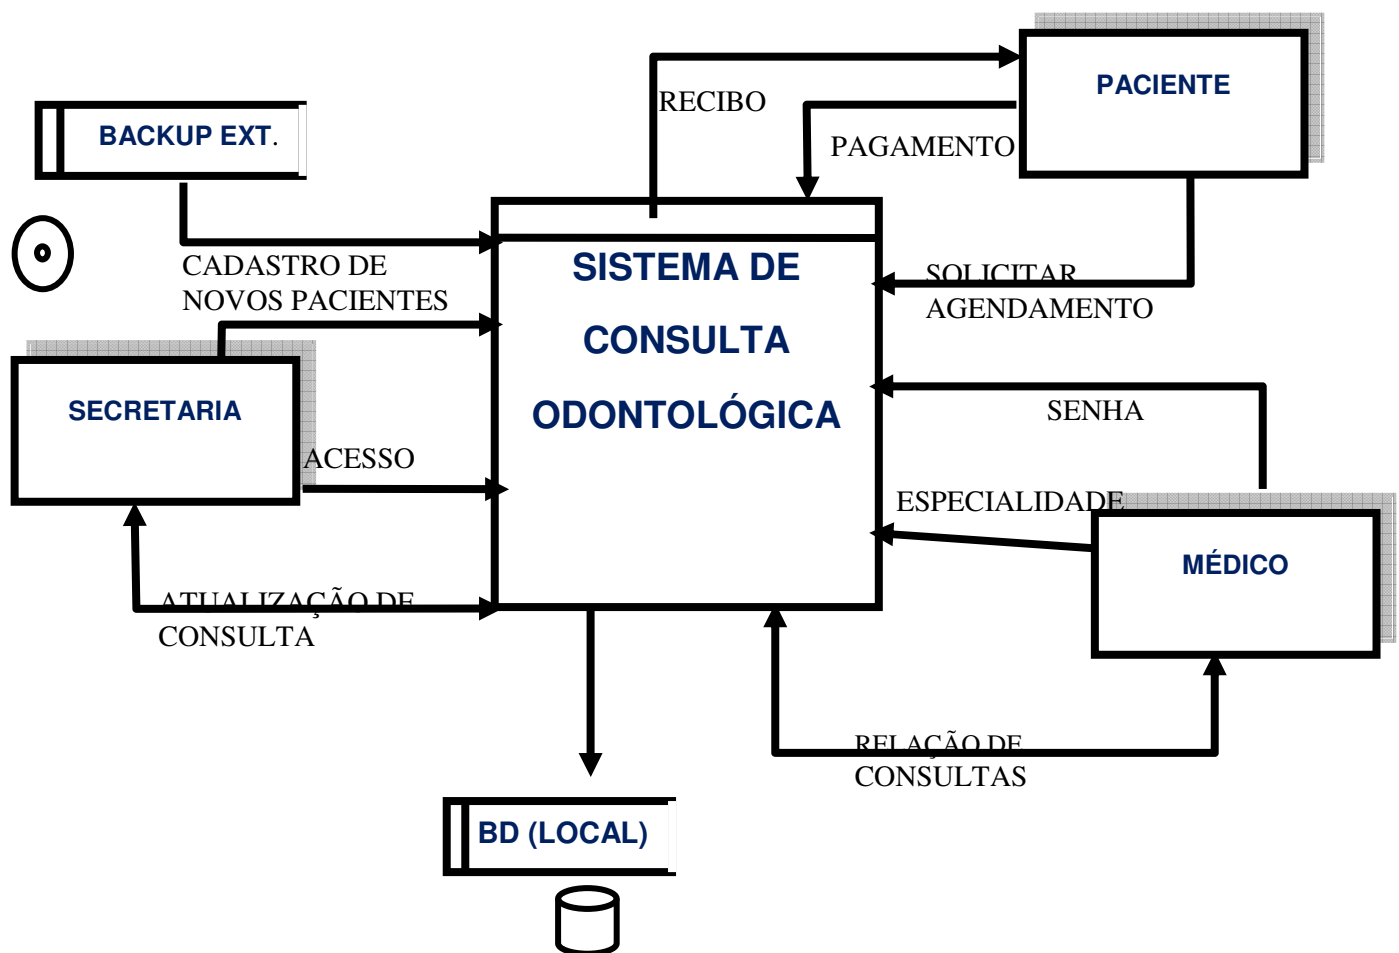 PACIENTE
RECIBO
BACKUP EXT.
PAGAMENTO
CADASTRO DE
NOVOS PACIENTES
SISTEMA DE
CONSULTA
ODONTOLÓGICA
SOLICITAR
AGENDAMENTO
SECRETARIA
SENHA
ACESSO
ESPECIALIDADE
MÉDICO
ATUALIZAÇÃO DE
CONSULTA
RELAÇÃO DE
CONSULTAS
BD (LOCAL)